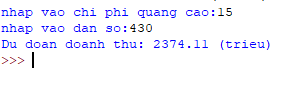 nhap vao chi phi quang cao:15
nhap vao dan so:430
Du doan doanh thu: 2374.11 (trieu)
>>>